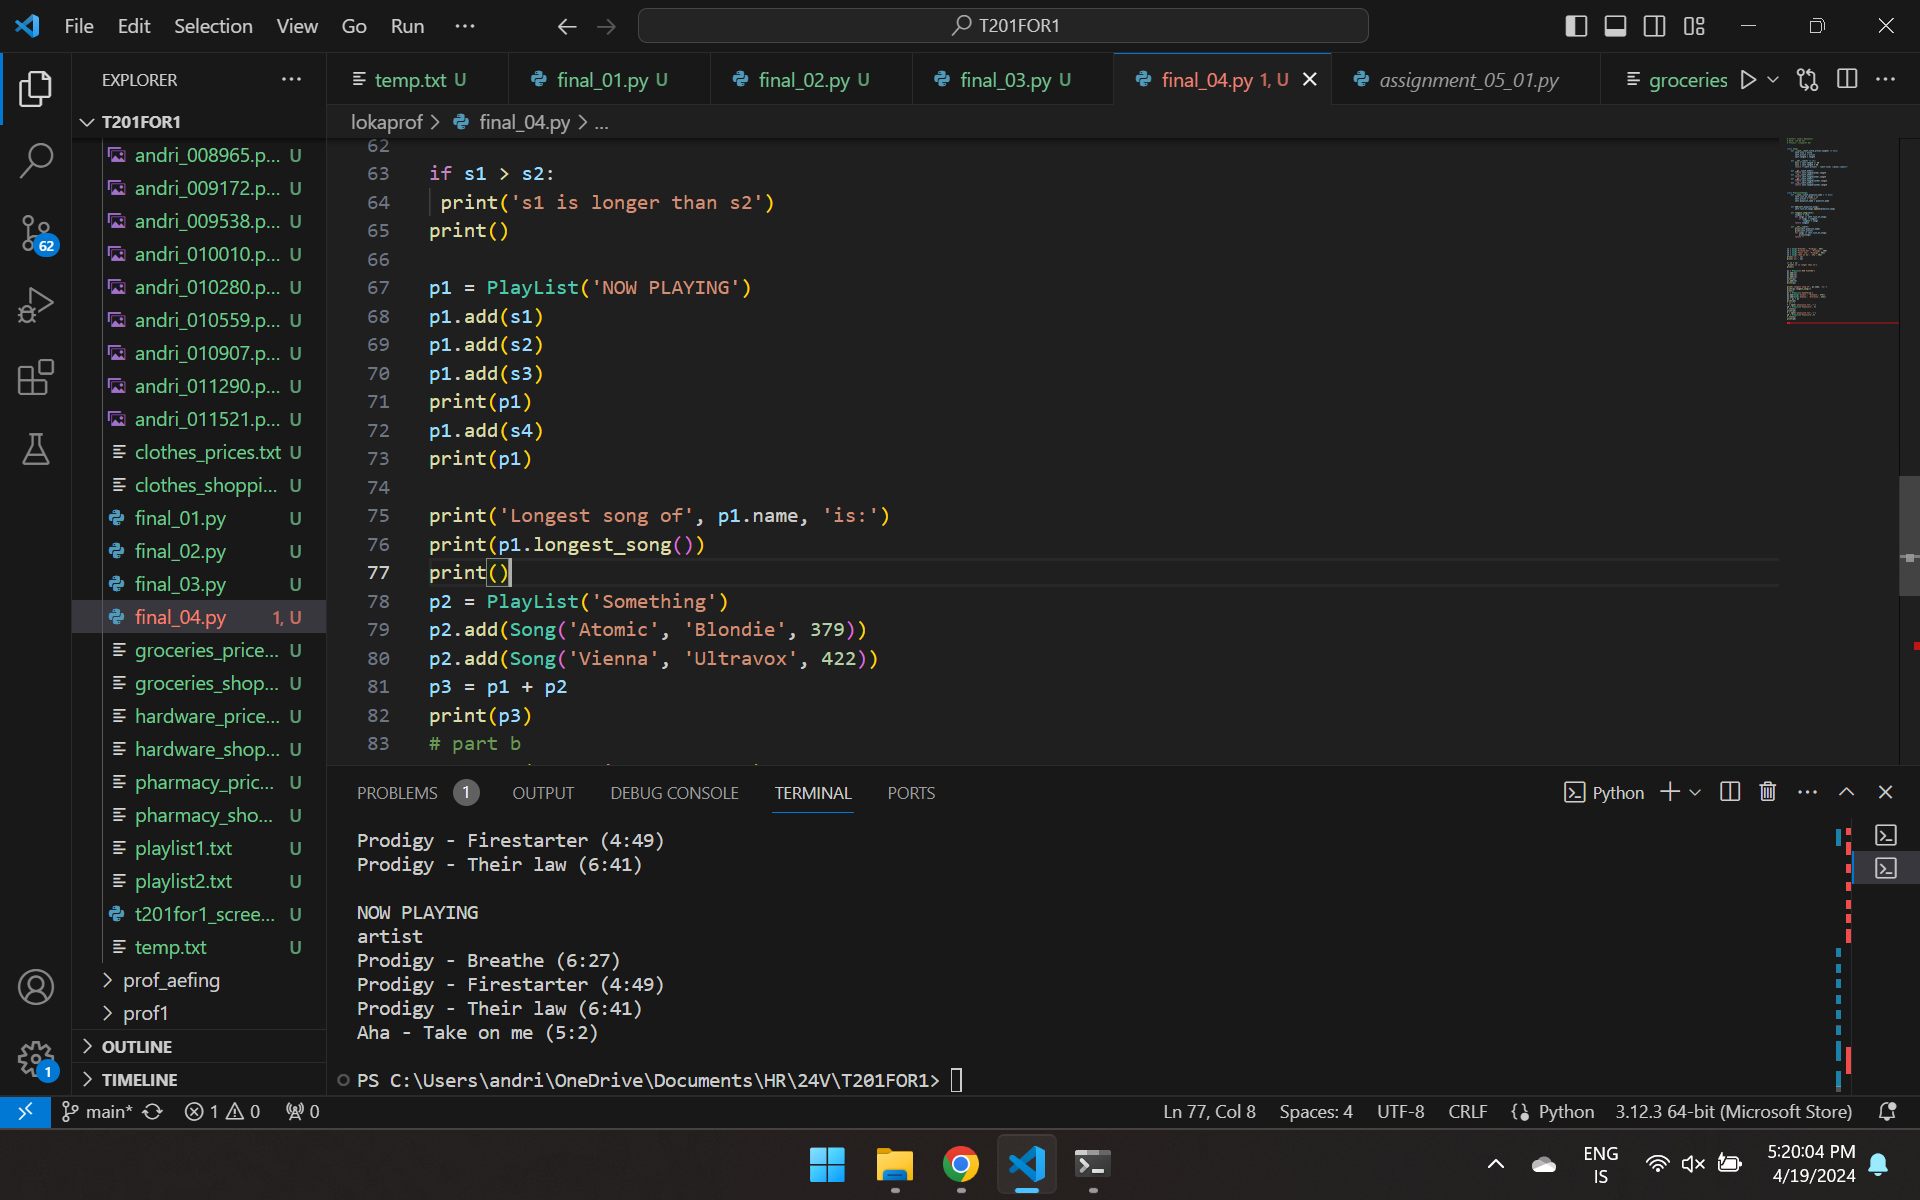 File Edit Selection View Go Run ···
T201FOR1
EXPLORER
temp.txt U
final_01.py U
final_02.py U
final_03.py U
final_04.py 1, U
assignment_05_01.py
groceries
T201FOR1
lokaprof > final_04.py > ...
andri_008965.p... U
andri_009172.p... U
andri_009538.p... U
andri_010010.p... U
andri_010280.p... U
andri_010559.p... U
andri_010907.p... U
andri_011290.p... U
andri_011521.p... U
clothes_prices.txt U
clothes_shoppi... U
final_01.py U
final_02.py U
final_03.py U
final_04.py 1, U
groceries_price... U
groceries_shop... U
hardware_price... U
hardware_shop... U
pharmacy_pric... U
pharmacy_sho... U
playlist1.txt U
playlist2.txt U
t201for1_scree... U
temp.txt U
prof_aefing
prof1
OUTLINE
TIMELINE
62
1
62
63 if s1 > s2:
64 print('s1 is longer than s2')
65 print()
66
67 p1 = PlayList('NOW PLAYING')
68 p1.add(s1)
69 p1.add(s2)
70 p1.add(s3)
71 print(p1)
72 p1.add(s4)
73 print(p1)
74
75 print('Longest song of', p1.name, 'is:')
76 print(p1.longest_song())
77 print()
78 p2 = PlayList('Something')
79 p2.add(Song('Atomic', 'Blondie', 379))
80 p2.add(Song('Vienna', 'Ultravox', 422))
81 p3 = p1 + p2
82 print(p3)
83 # part b
PROBLEMS 1 OUTPUT DEBUG CONSOLE TERMINAL PORTS
Python
Prodigy - Firestarter (4:49)
Prodigy - Their law (6:41)
NOW PLAYING
artist
Prodigy - Breathe (6:27)
Prodigy - Firestarter (4:49)
Prodigy - Their law (6:41)
Aha - Take on me (5:2)
PS C:\Users\andri\OneDrive\Documents\HR\24V\T201FOR1>
main* 1 0 0
Ln 77, Col 8 Spaces: 4 UTF-8 CRLF Python 3.12.3 64-bit (Microsoft Store)
ENG
IS
5:20:04 PM
4/19/2024